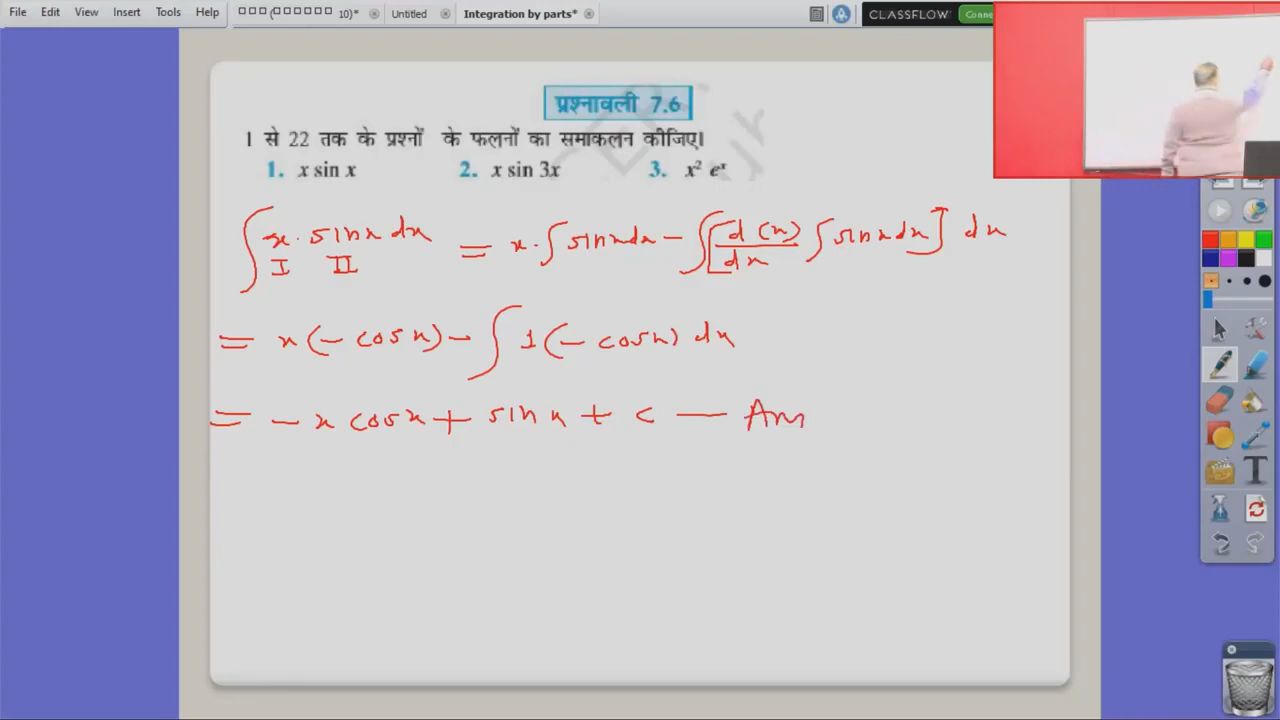 File Edit View Insert Tools Help
10)* Untitled Integration by parts* CLASSFLOW Conne
प्रश्नावली 7.6
1 से 22 तक के प्रश्नों के फलनों का समाकलन कीजिए।
1. x sin x 2. x sin 3x 3. x² eˣ
∫ x · sin x dx = x · ∫ sin x dx − ∫ [ d(x)/dx ∫ sin x dx ] dx
I II
= x (− cos x) − ∫ 1 (− cos x) dx
= − x cos x + sin x + c — Ans